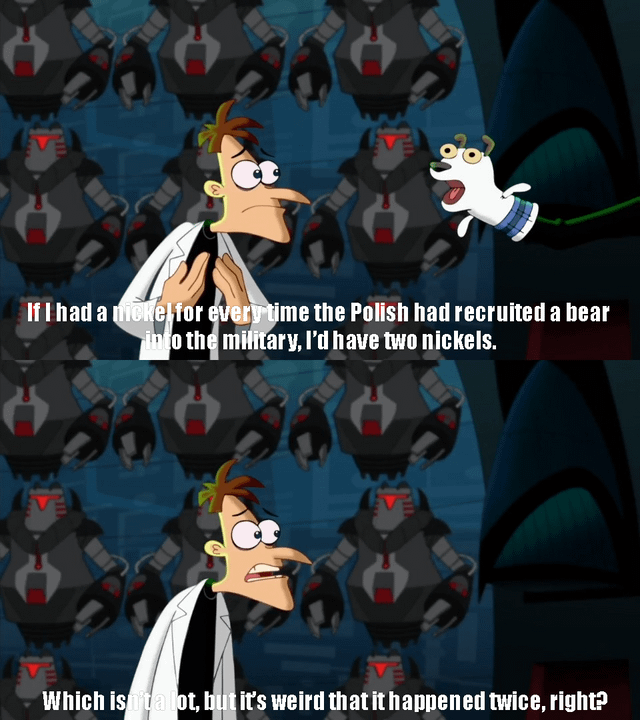 If I had a nickel for every time the Polish had recruited a bear
into the military, I'd have two nickels.
Which isn't a lot, but it's weird that it happened twice, right?